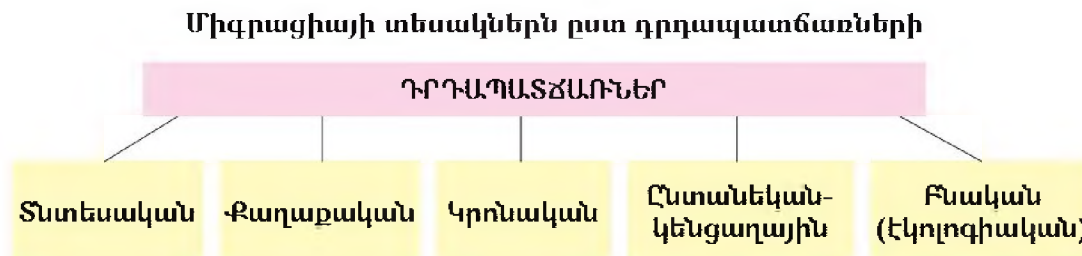 Միգրացիայի տեսակներն ըստ դրդապատճառների
ԴՐԴԱՊԱՏՃԱՌՆԵՐ
Տնտեսական
Քաղաքական
Կրոնական
Ընտանեկան-
կենցաղային
Բնական
(էկոլոգիական)